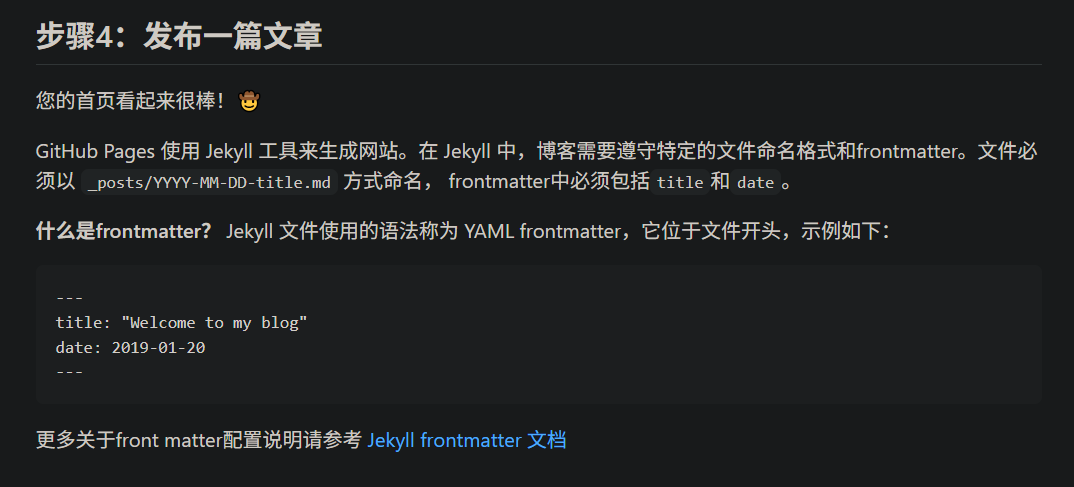 步骤4：发布一篇文章
您的首页看起来很棒！🤠
GitHub Pages 使用 Jekyll 工具来生成网站。在 Jekyll 中，博客需要遵守特定的文件命名格式和frontmatter。文件必
须以 _posts/YYYY-MM-DD-title.md 方式命名， frontmatter中必须包括 title 和 date 。
什么是frontmatter？ Jekyll 文件使用的语法称为 YAML frontmatter，它位于文件开头，示例如下：
---
title: "Welcome to my blog"
date: 2019-01-20
---
更多关于front matter配置说明请参考 Jekyll frontmatter 文档